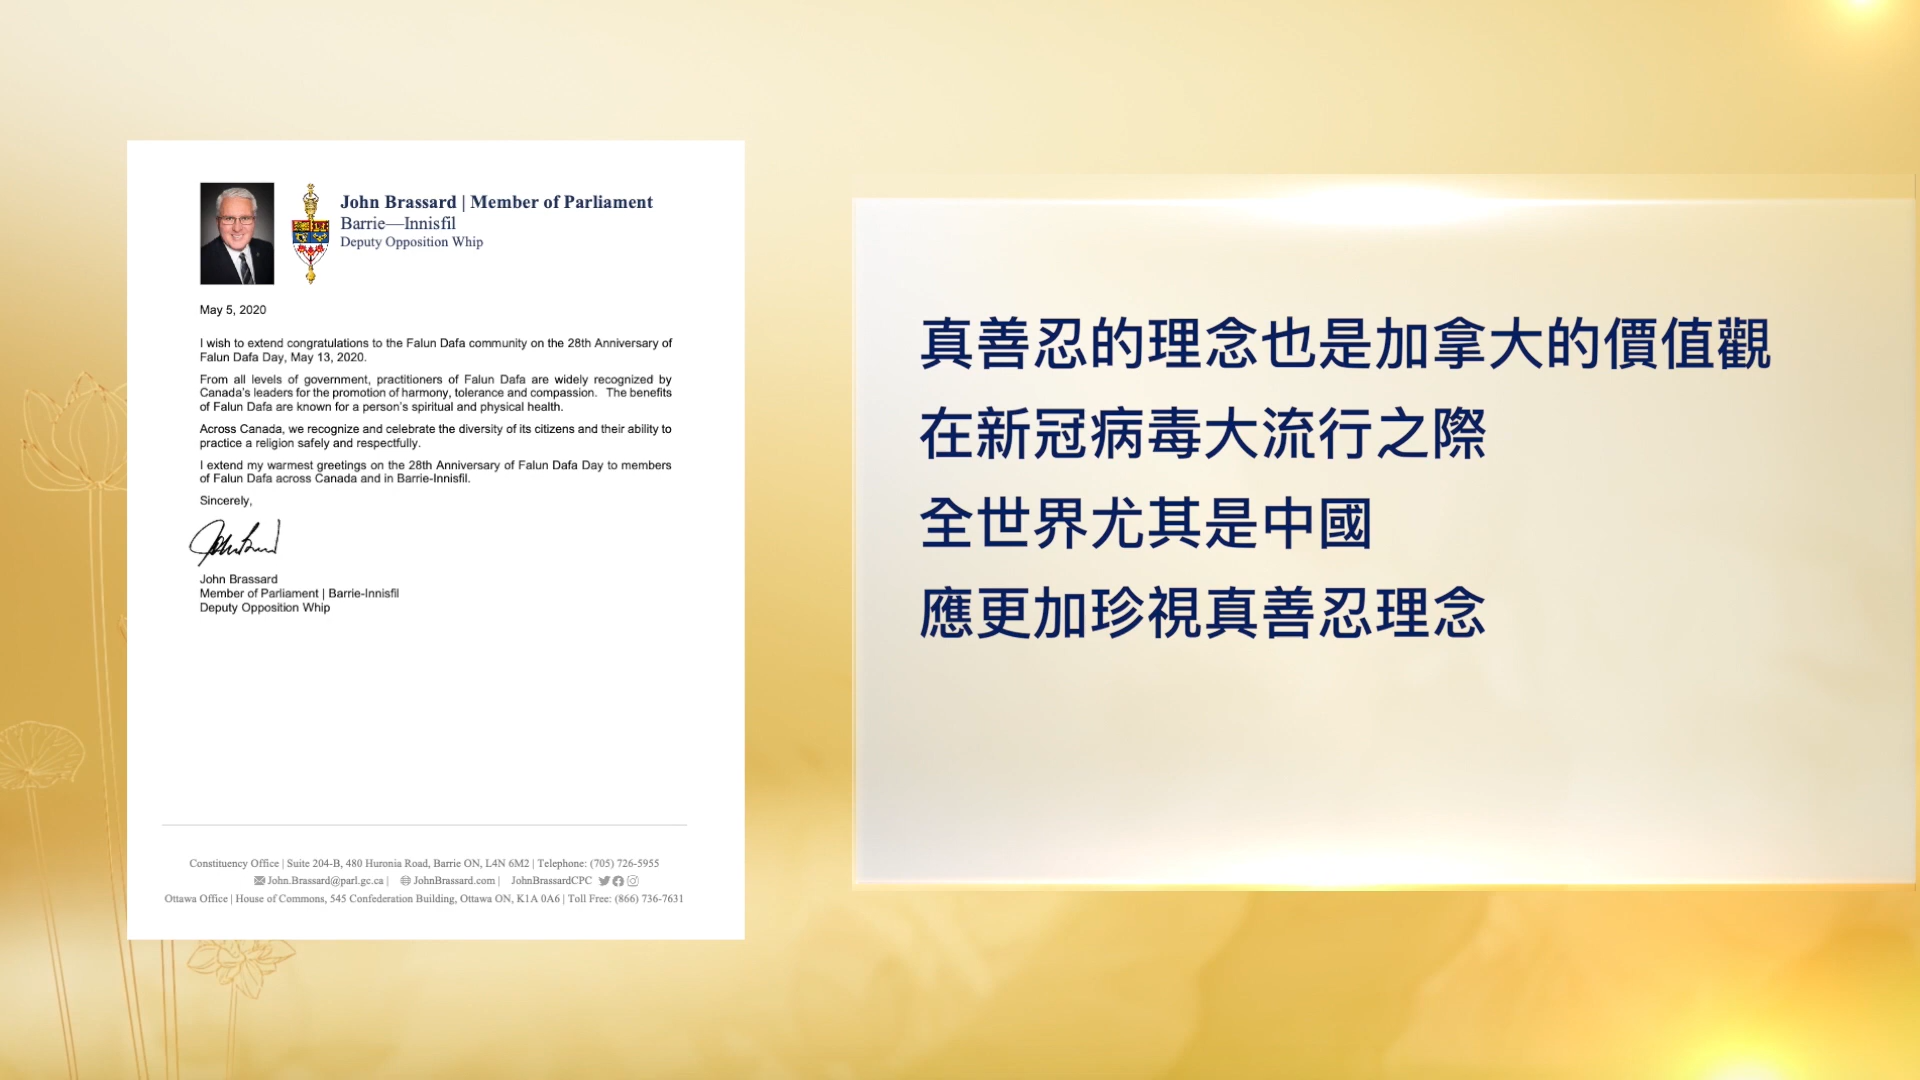 John Brassard | Member of Parliament
Barrie—Innisfil
Deputy Opposition Whip
May 5, 2020
I wish to extend congratulations to the Falun Dafa community on the 28th Anniversary of
Falun Dafa Day, May 13, 2020.
From all levels of government, practitioners of Falun Dafa are widely recognized by
Canada's leaders for the promotion of harmony, tolerance and compassion. The benefits
of Falun Dafa are known for a person's spiritual and physical health.
Across Canada, we recognize and celebrate the diversity of its citizens and their ability to
practice a religion safely and respectfully.
I extend my warmest greetings on the 28th Anniversary of Falun Dafa Day to members
of Falun Dafa across Canada and in Barrie-Innisfil.
Sincerely,
John Brassard
Member of Parliament | Barrie-Innisfil
Deputy Opposition Whip
Constituency Office | Suite 204-B, 480 Huronia Road, Barrie ON, L4N 6M2 | Telephone: (705) 726-5955
John.Brassard@parl.gc.ca | JohnBrassard.com | JohnBrassardCPC
Ottawa Office | House of Commons, 545 Confederation Building, Ottawa ON, K1A 0A6 | Toll Free: (866) 736-7631
真善忍的理念也是加拿大的價值觀
在新冠病毒大流行之際
全世界尤其是中國
應更加珍視真善忍理念